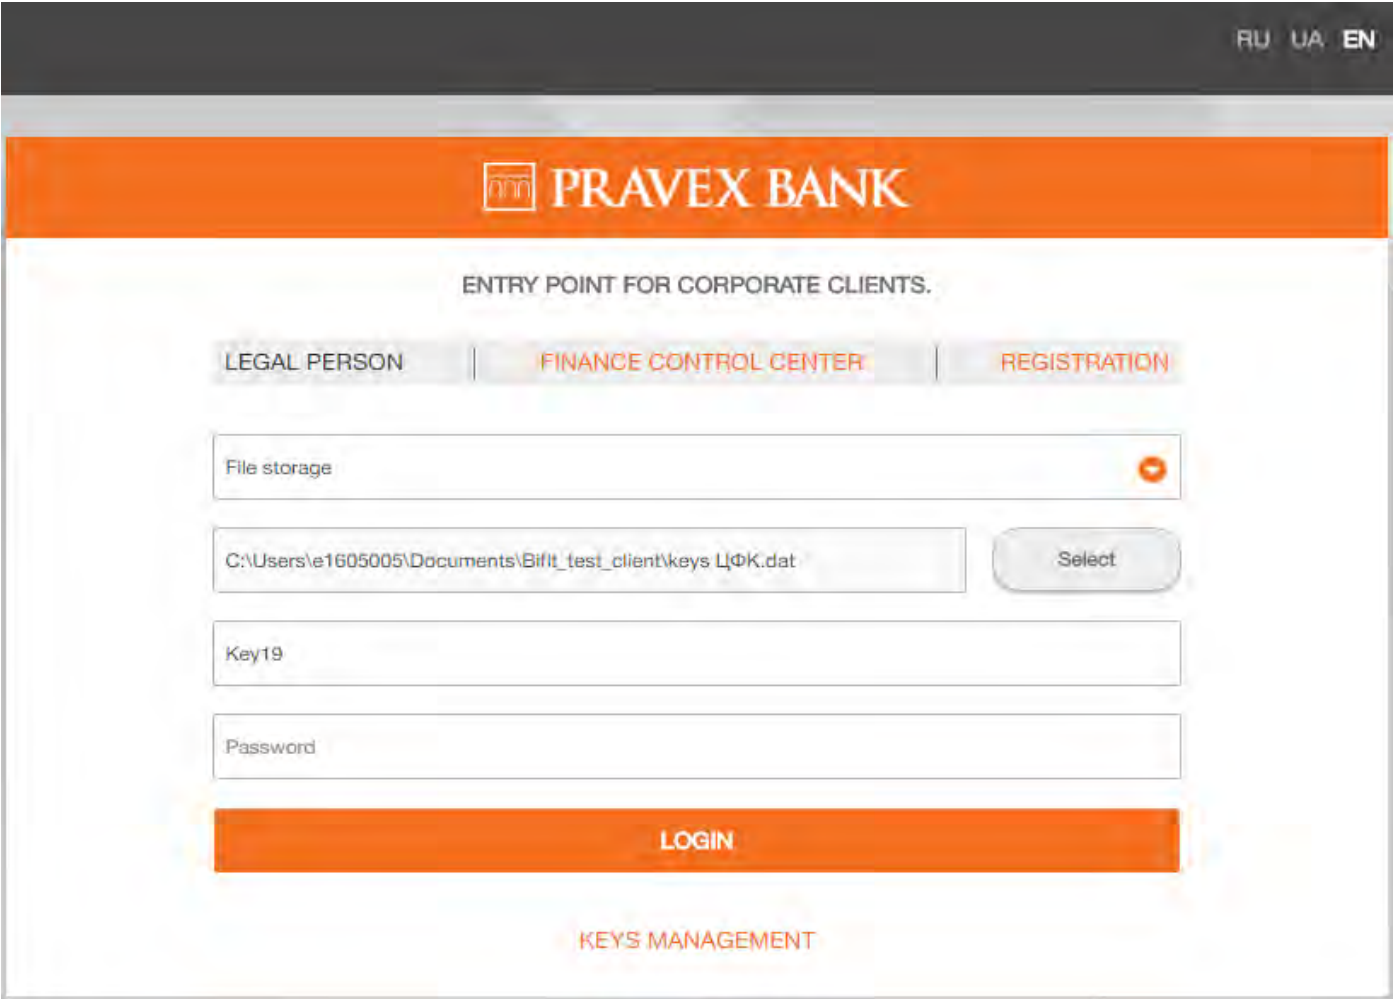 RU UA EN
PRAVEX BANK
ENTRY POINT FOR CORPORATE CLIENTS.
LEGAL PERSON | FINANCE CONTROL CENTER | REGISTRATION
File storage
C:\Users\e1605005\Documents\Bifit_test_client\keys ЦФК.dat Select
Key19
Password
LOGIN
KEYS MANAGEMENT